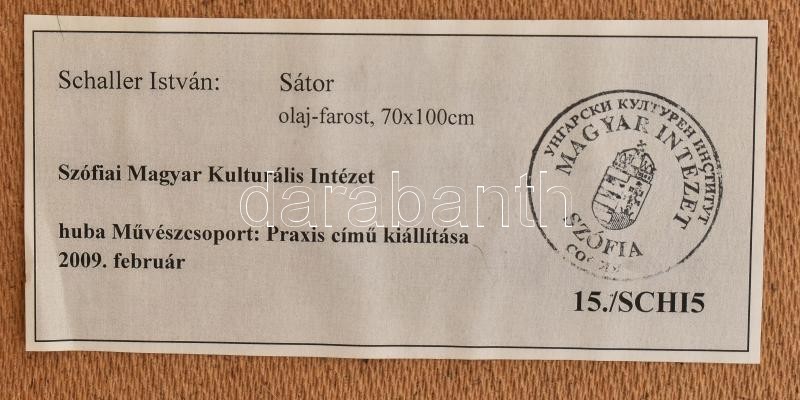 Schaller István: Sátor
olaj-farost, 70x100cm
Szófiai Magyar Kulturális Intézet
huba Művészcsoport: Praxis című kiállítása
2009. február
УНГАРСКИ КУЛТУРЕН ИНСТИТУТ
MAGYAR INTÉZET
SZÓFIA
15./SCHI5
darabanth